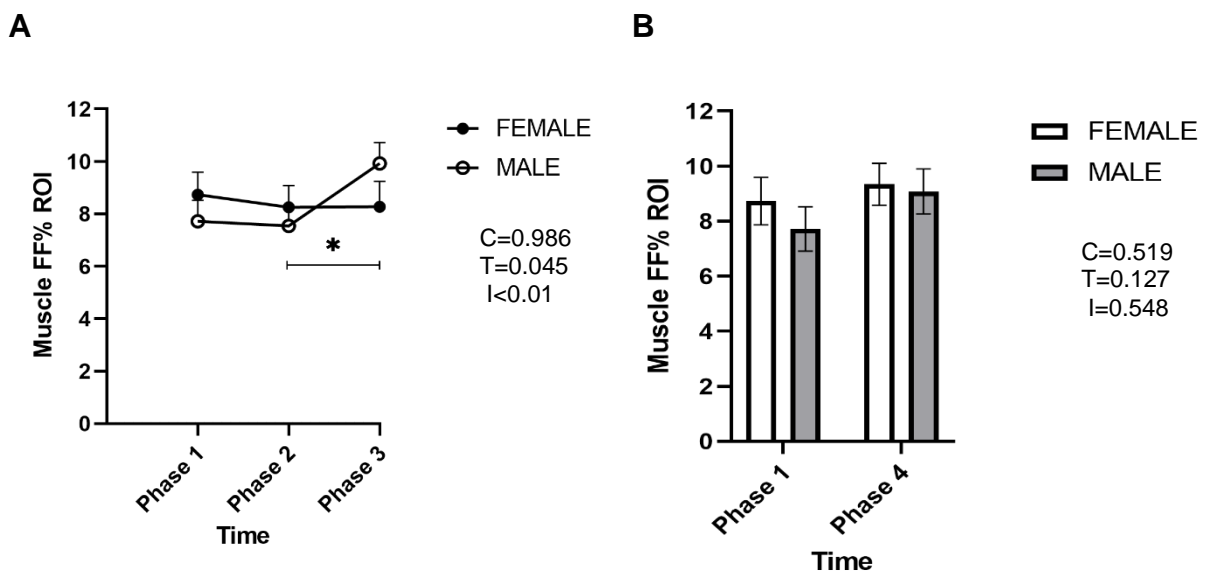 A
Muscle FF% ROI
12
10
8
6
4
2
0
*
Phase 1
Phase 2
Phase 3
Time
FEMALE
MALE
C=0.986
T=0.045
I<0.01
B
Muscle FF% ROI
12
10
8
6
4
2
0
Phase 1
Phase 4
Time
FEMALE
MALE
C=0.519
T=0.127
I=0.548